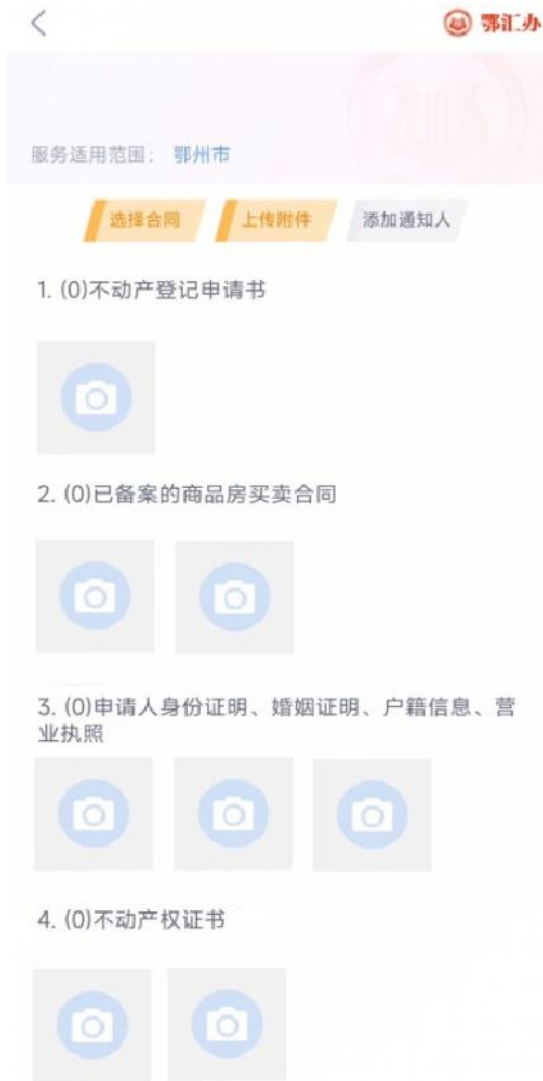 鄂汇办
服务适用范围： 鄂州市
选择合同 上传附件 添加通知人
1. (0)不动产登记申请书
2. (0)已备案的商品房买卖合同
3. (0)申请人身份证明、婚姻证明、户籍信息、营
业执照
4. (0)不动产权证书